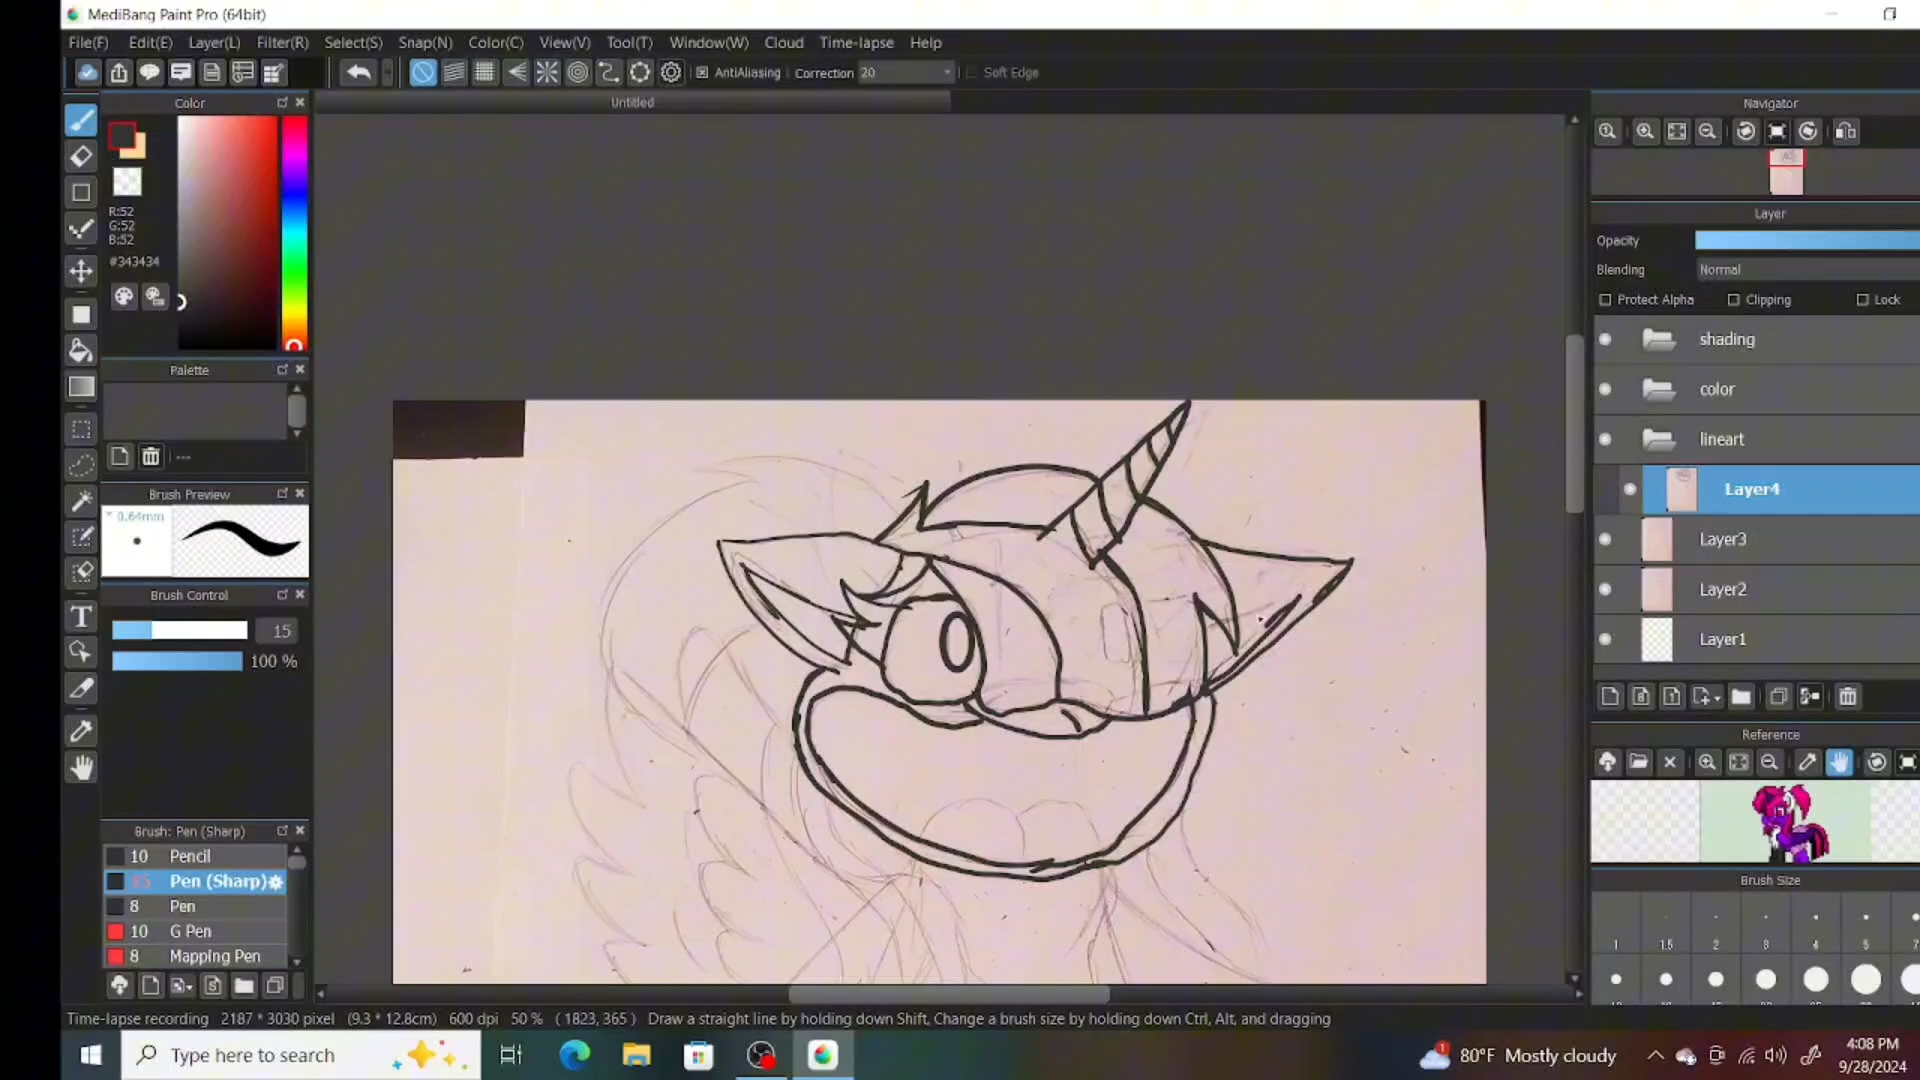 MediBang Paint Pro (64bit)
File(F) Edit(E) Layer(L) Filter(R) Select(S) Snap(N) Color(C) View(V) Tool(T) Window(W) Cloud Time-lapse Help
AntiAliasing Correction 20 Soft Edge
Color
Untitled
Navigator
R:52
G:52
B:52
#343434
Layer
Opacity
Blending Normal
Protect Alpha Clipping Lock
shading
color
lineart
Layer4
Layer3
Layer2
Layer1
Palette
---
Brush Preview
* 0.64mm
Brush Control
15
100 %
Reference
Brush: Pen (Sharp)
10 Pencil
15 Pen (Sharp)
8 Pen
10 G Pen
8 Mapping Pen
Brush Size
1 1.5 2 3 4 5 7
Time-lapse recording 2187 * 3030 pixel (9.3 * 12.8cm) 600 dpi 50 % ( 1823, 365 ) Draw a straight line by holding down Shift, Change a brush size by holding down Ctrl, Alt, and dragging
Type here to search
1
80°F Mostly cloudy
4:08 PM
9/28/2024